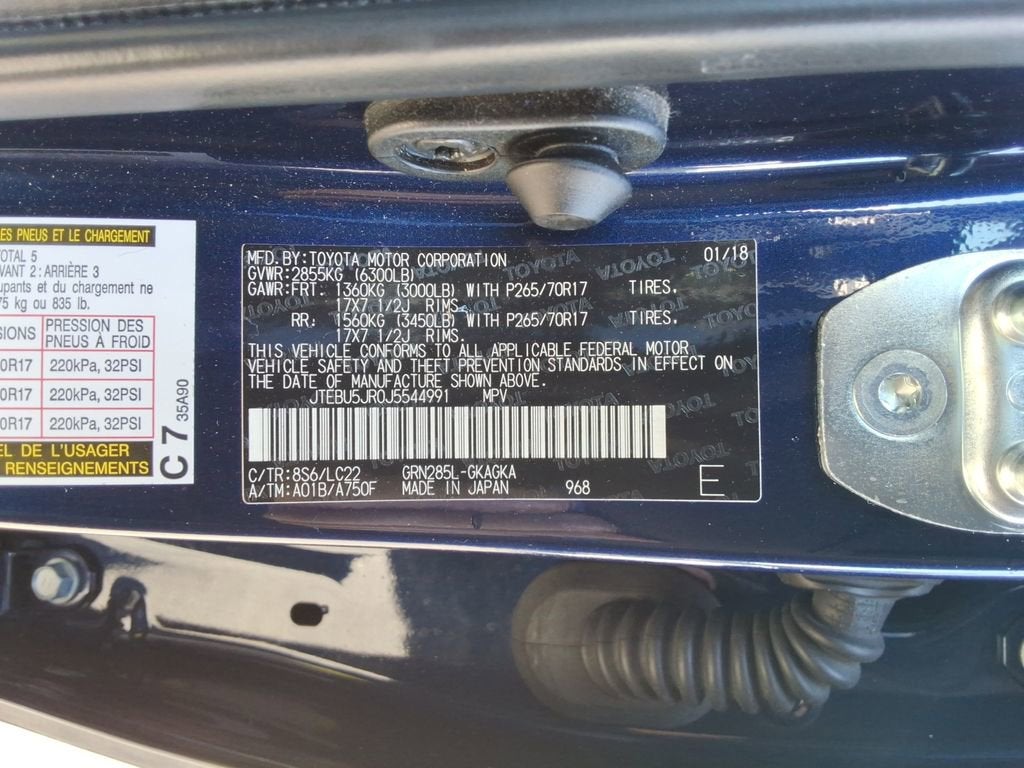 ES PNEUS ET LE CHARGEMENT
OTAL 5
VANT 2: ARRIÈRE 3
cupants et du chargement ne
75 kg ou 835 lb.
SIONS PRESSION DES
PNEUS À FROID
0R17 220kPa, 32PSI
0R17 220kPa, 32PSI
0R17 220kPa, 32PSI
EL DE L'USAGER
RENSEIGNEMENTS
C7 35A90
MFD. BY: TOYOTA MOTOR CORPORATION 01/18
GVWR: 2855KG (6300LB)
GAWR: FRT: 1360KG (3000LB) WITH P265/70R17 TIRES,
17X7 1/2J RIMS.
RR: 1560KG (3450LB) WITH P265/70R17 TIRES,
17X7 1/2J RIMS.
THIS VEHICLE CONFORMS TO ALL APPLICABLE FEDERAL MOTOR
VEHICLE SAFETY AND THEFT PREVENTION STANDARDS IN EFFECT ON
THE DATE OF MANUFACTURE SHOWN ABOVE.
JTEBU5JR0J5544991 MPV
C/TR: 8S6/LC22 GRN285L-GKAGKA
A/TM: A01B/A750F MADE IN JAPAN 968 E